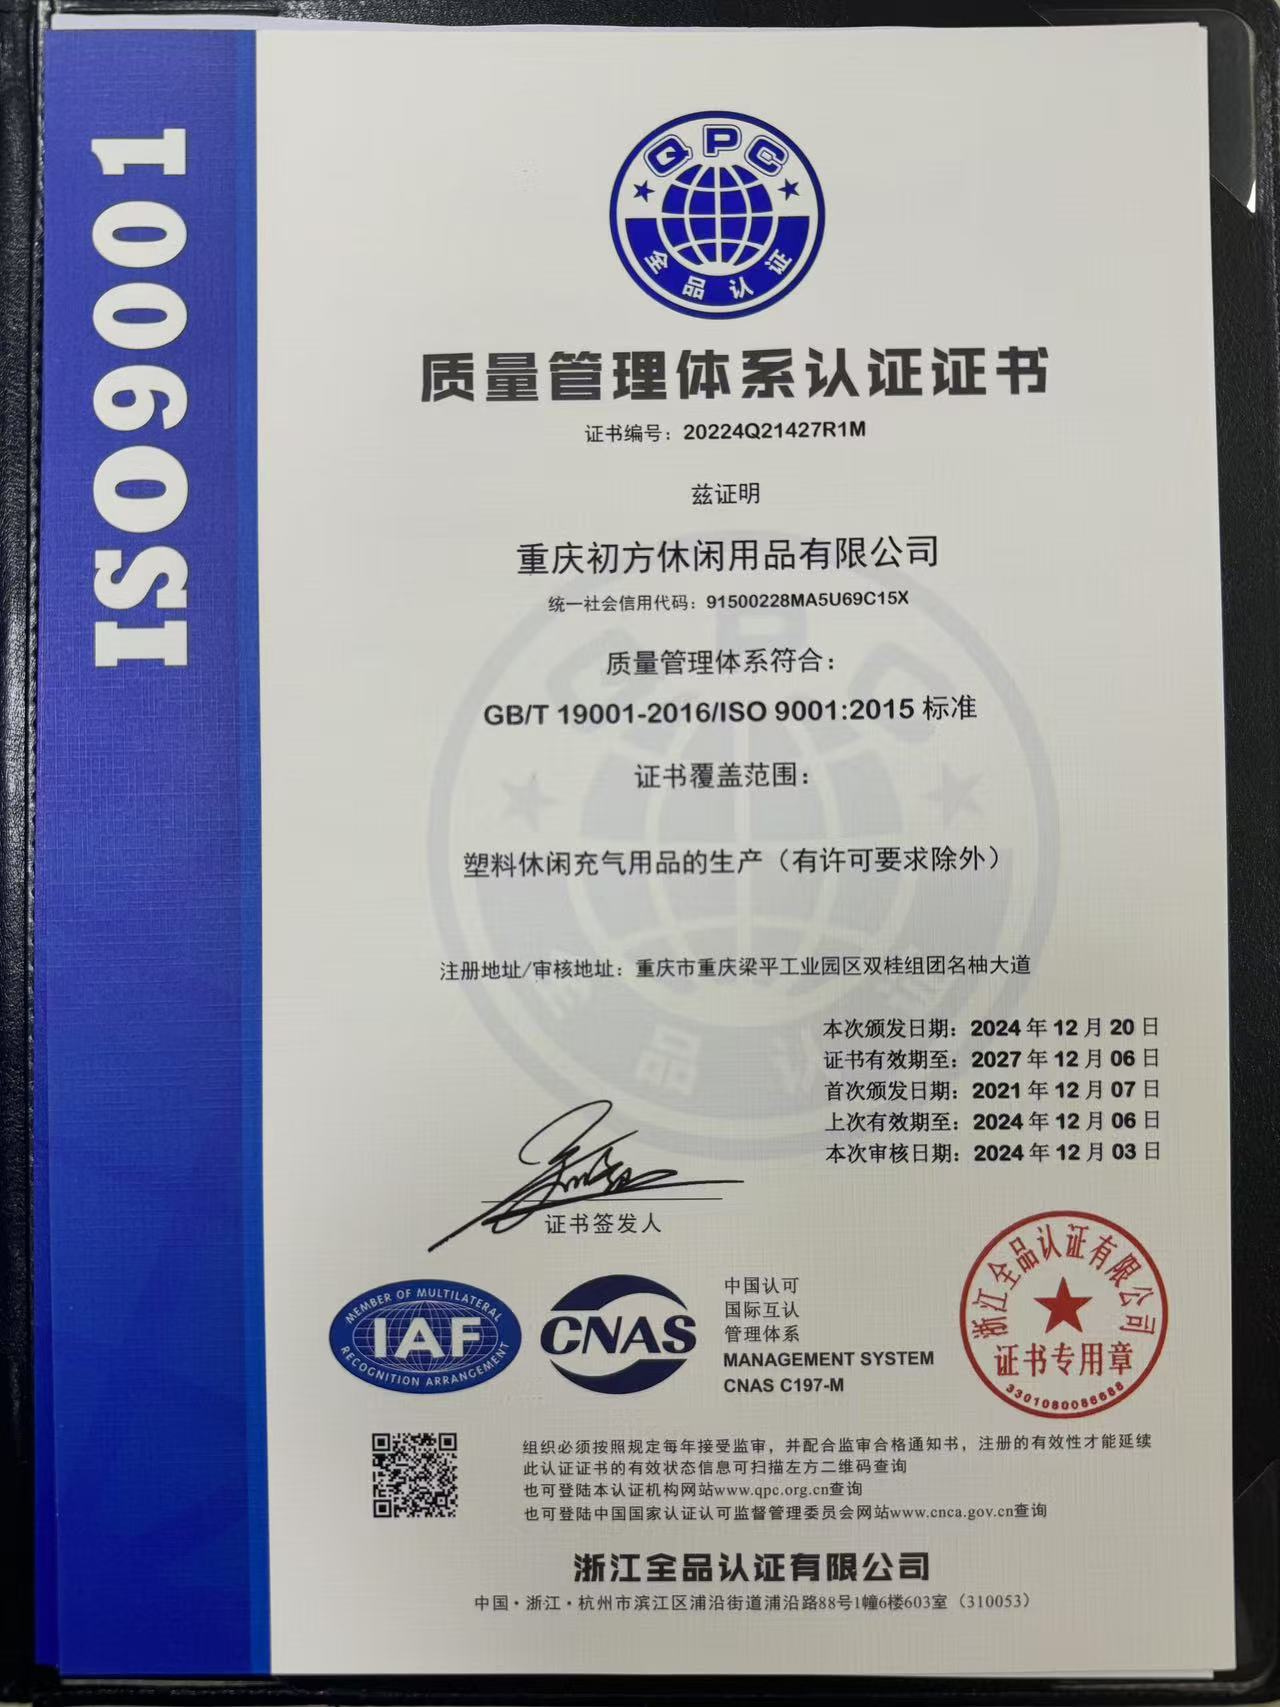 ISO9001
QPC
全品认证
质量管理体系认证证书
证书编号：20224Q21427R1M
兹证明
重庆初方休闲用品有限公司
统一社会信用代码：91500228MA5U69C15X
质量管理体系符合：
GB/T 19001-2016/ISO 9001:2015 标准
证书覆盖范围：
塑料休闲充气用品的生产（有许可要求除外）
注册地址/审核地址：重庆市重庆梁平工业园区双桂组团名柚大道
本次颁发日期：2024 年 12 月 20 日
证书有效期至：2027 年 12 月 06 日
首次颁发日期：2021 年 12 月 07 日
上次有效期至：2024 年 12 月 06 日
本次审核日期：2024 年 12 月 03 日
证书签发人
MEMBER OF MULTILATERAL
IAF
RECOGNITION ARRANGEMENT
CNAS
中国认可
国际互认
管理体系
MANAGEMENT SYSTEM
CNAS C197-M
浙江全品认证有限公司
证书专用章
组织必须按照规定每年接受监审，并配合监审合格通知书，注册的有效性才能延续
此认证证书的有效状态信息可扫描左方二维码查询
也可登陆本认证机构网站www.qpc.org.cn查询
也可登陆中国国家认证认可监督管理委员会网站www.cnca.gov.cn查询
浙江全品认证有限公司
中国·浙江·杭州市滨江区浦沿街道浦沿路88号1幢6楼603室（310053）